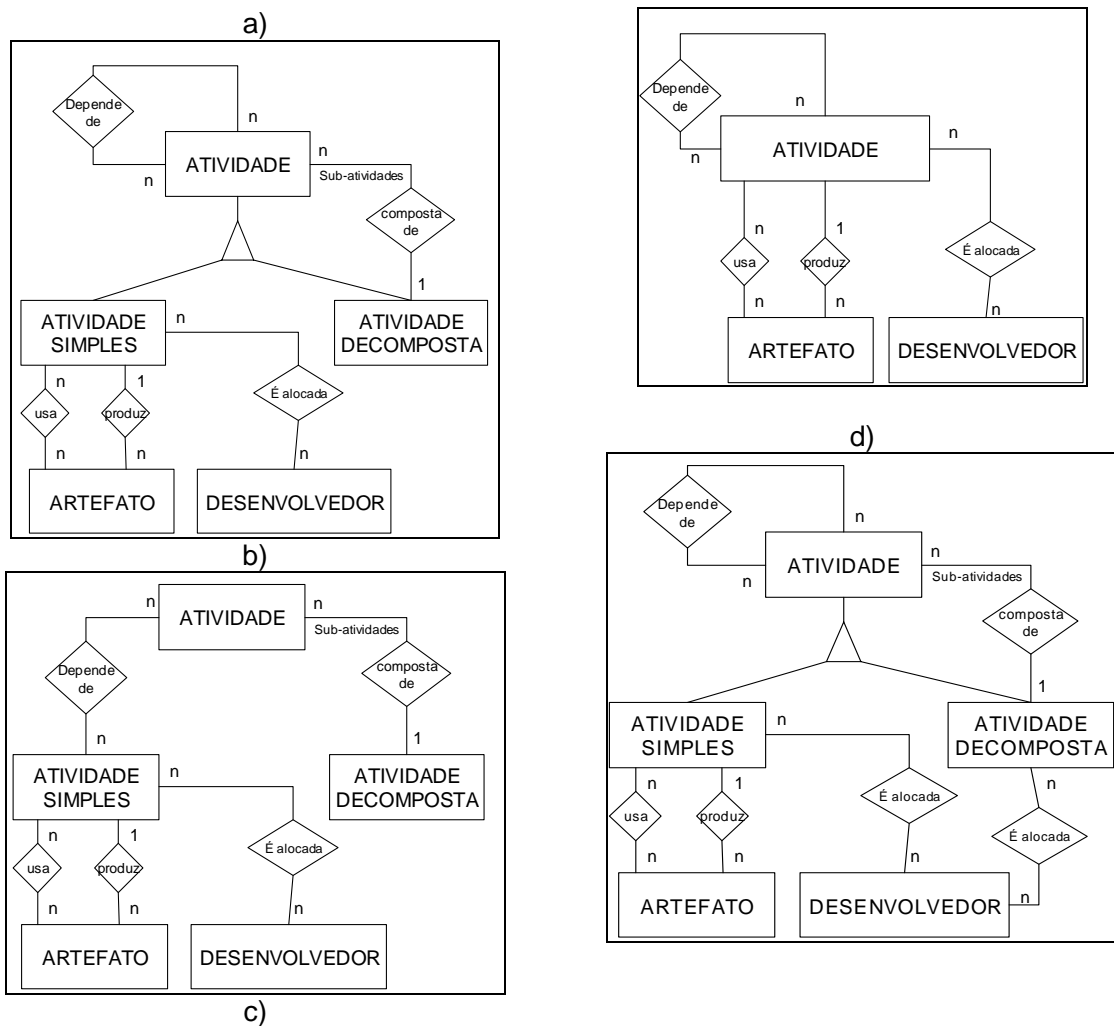 a)
Depende
de
n
n
ATIVIDADE
n
Sub-atividades
composta
de
1
ATIVIDADE
SIMPLES
n
ATIVIDADE
DECOMPOSTA
n
1
usa
produz
É alocada
n
n
n
ARTEFATO
DESENVOLVEDOR
b)
n
ATIVIDADE
n
Sub-atividades
Depende
de
composta
de
n
1
ATIVIDADE
SIMPLES
n
ATIVIDADE
DECOMPOSTA
n
1
usa
produz
É alocada
n
n
n
ARTEFATO
DESENVOLVEDOR
c)
Depende
de
n
n
ATIVIDADE
n
n
1
usa
produz
É alocada
n
n
n
ARTEFATO
DESENVOLVEDOR
d)
Depende
de
n
n
ATIVIDADE
n
Sub-atividades
composta
de
1
ATIVIDADE
SIMPLES
n
ATIVIDADE
DECOMPOSTA
n
1
n
usa
produz
É alocada
É alocada
n
n
n
n
ARTEFATO
DESENVOLVEDOR